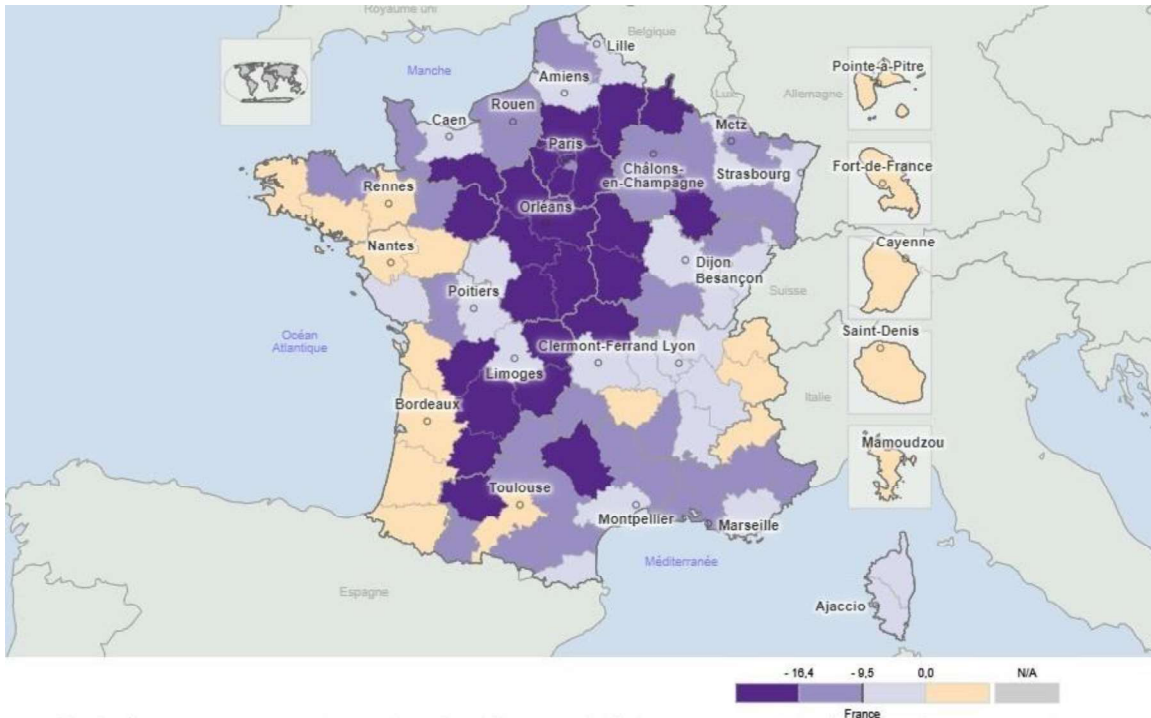 Royaume uni
Belgique
Lille
Manche
Amiens
Lux.
Allemagne
Pointe-à-Pitre
Rouen
Caen
Metz
Paris
Châlons-
en-Champagne
Strasbourg
Fort-de-France
Rennes
Orléans
Nantes
Dijon
Besançon
Cayenne
Suisse
Poitiers
Océan
Atlantique
Saint-Denis
Clermont-Ferrand
Lyon
Limoges
Italie
Bordeaux
Mamoudzou
Toulouse
Montpellier
Marseille
Méditerranée
Espagne
Ajaccio
- 16,4
- 9,5
0,0
N/A
France